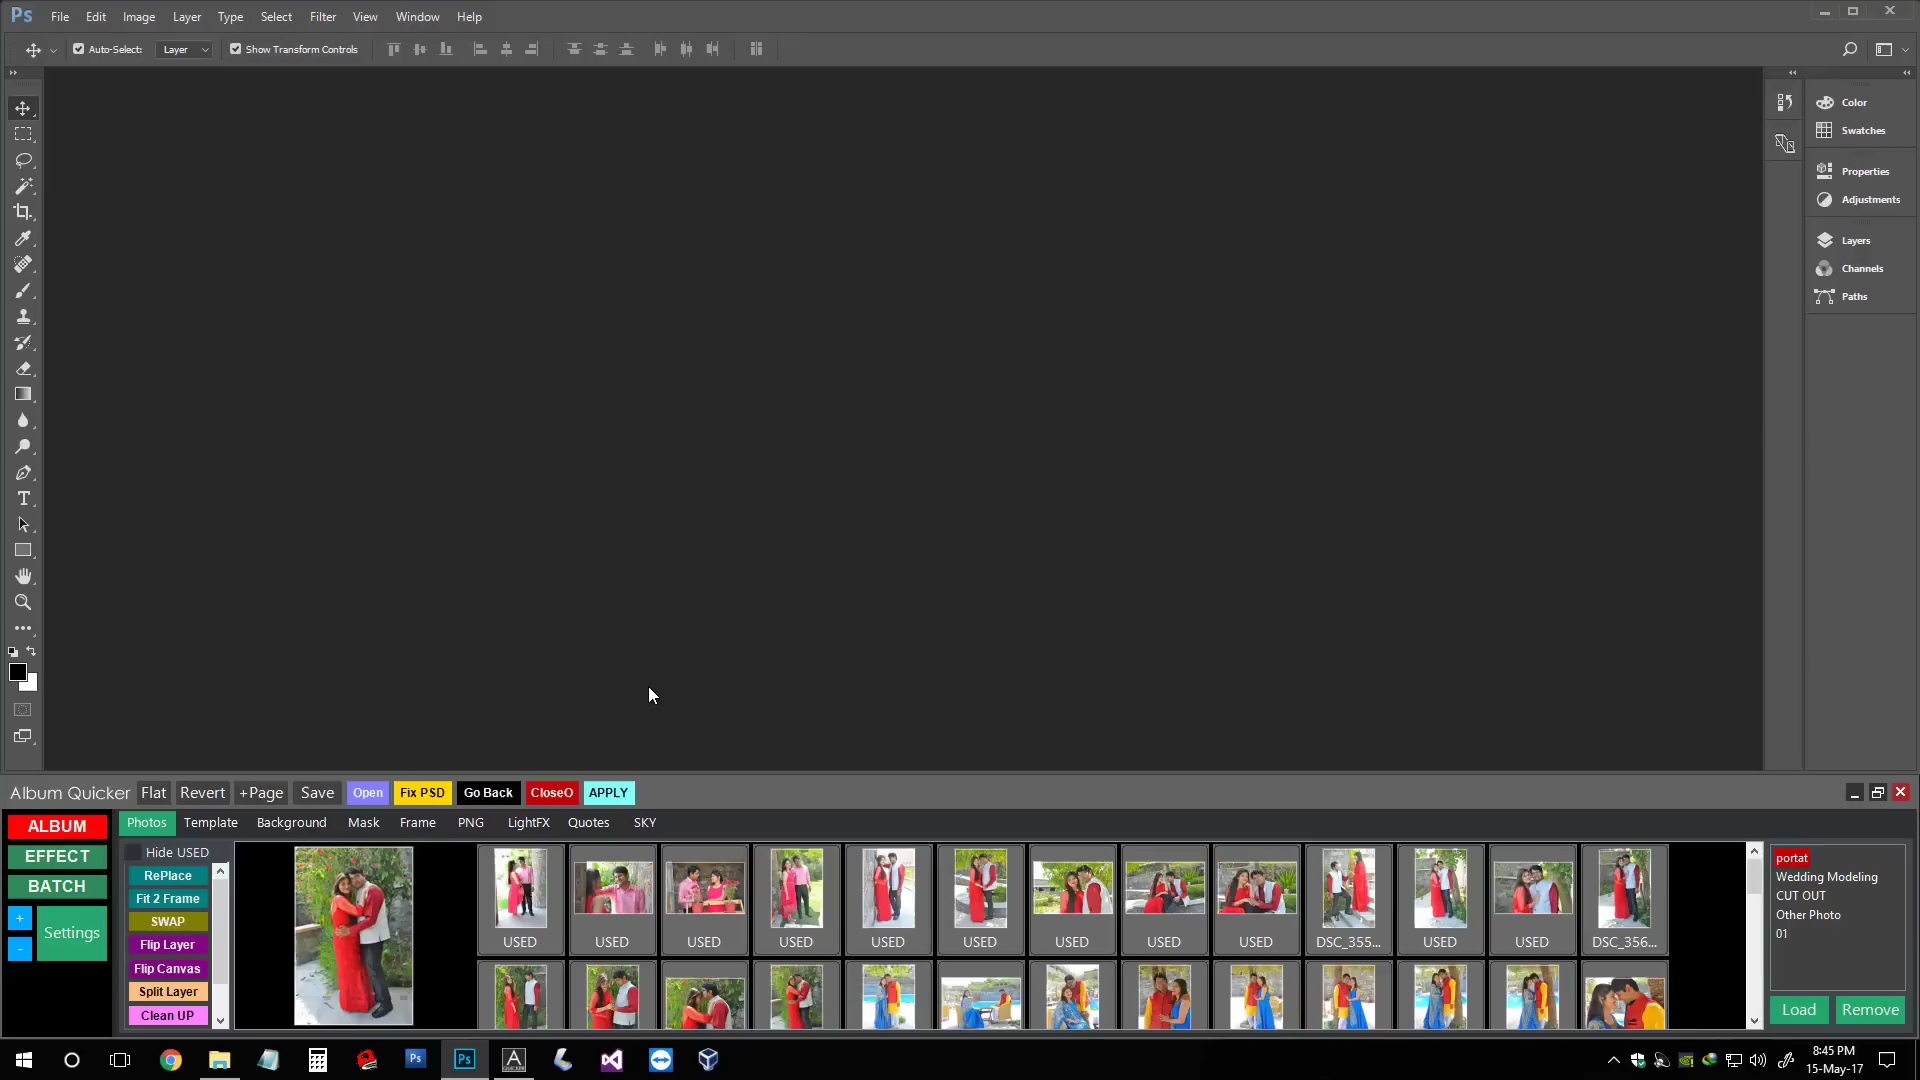 Ps File Edit Image Layer Type Select Filter View Window Help
Auto-Select: Layer Show Transform Controls
Color
Swatches
Properties
Adjustments
Layers
Channels
Paths
Album Quicker Flat Revert +Page Save Open Fix PSD Go Back CloseO APPLY
ALBUM
EFFECT
BATCH
+
-
Settings
Photos Template Background Mask Frame PNG LightFX Quotes SKY
Hide USED
RePlace
Fit 2 Frame
SWAP
Flip Layer
Flip Canvas
Split Layer
Clean UP
USED USED USED USED USED USED USED USED USED DSC_355... USED USED DSC_356...
portat
Wedding Modeling
CUT OUT
Other Photo
01
Load Remove
Ps Ps A
8:45 PM
15-May-17